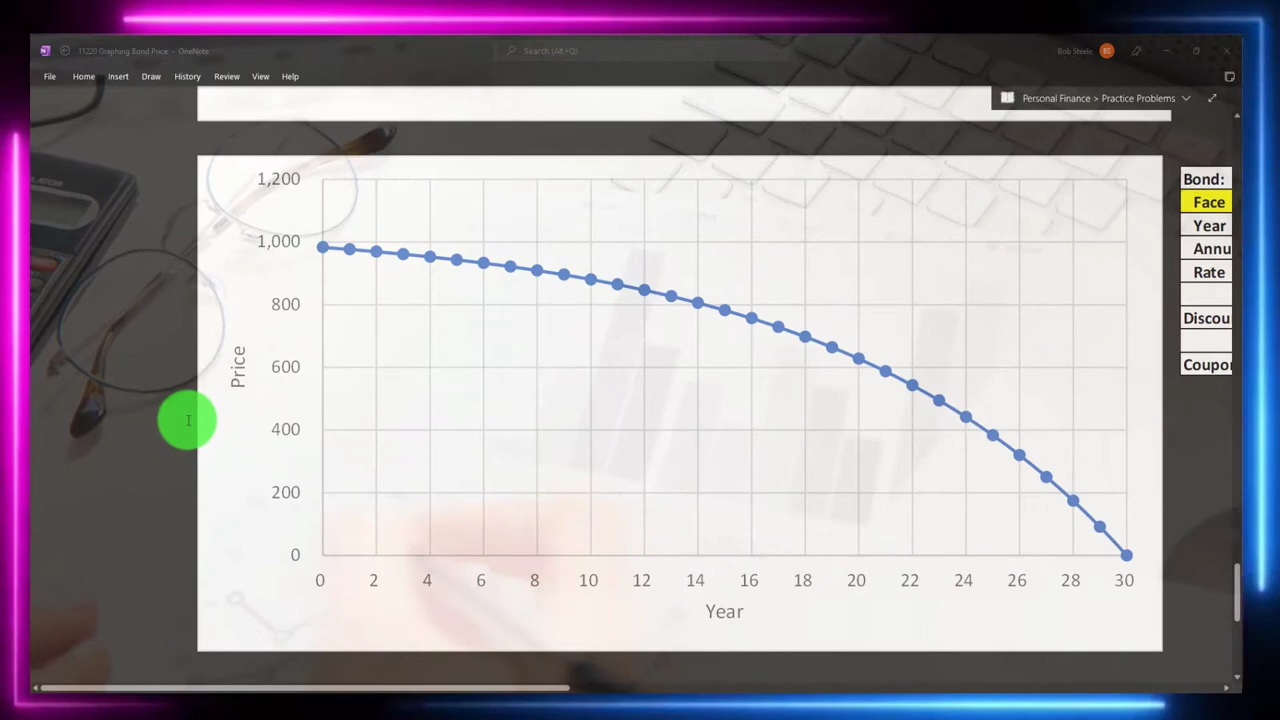 11220 Graphing Bond Price – OneNote
Search (Alt+Q)
Bob Steele
BS
File Home Insert Draw History Review View Help
Personal Finance > Practice Problems
1,200
1,000
800
600
400
200
0
Price
0 2 4 6 8 10 12 14 16 18 20 22 24 26 28 30
Year
Bond:
Face
Year
Annu
Rate
Discou
Coupo